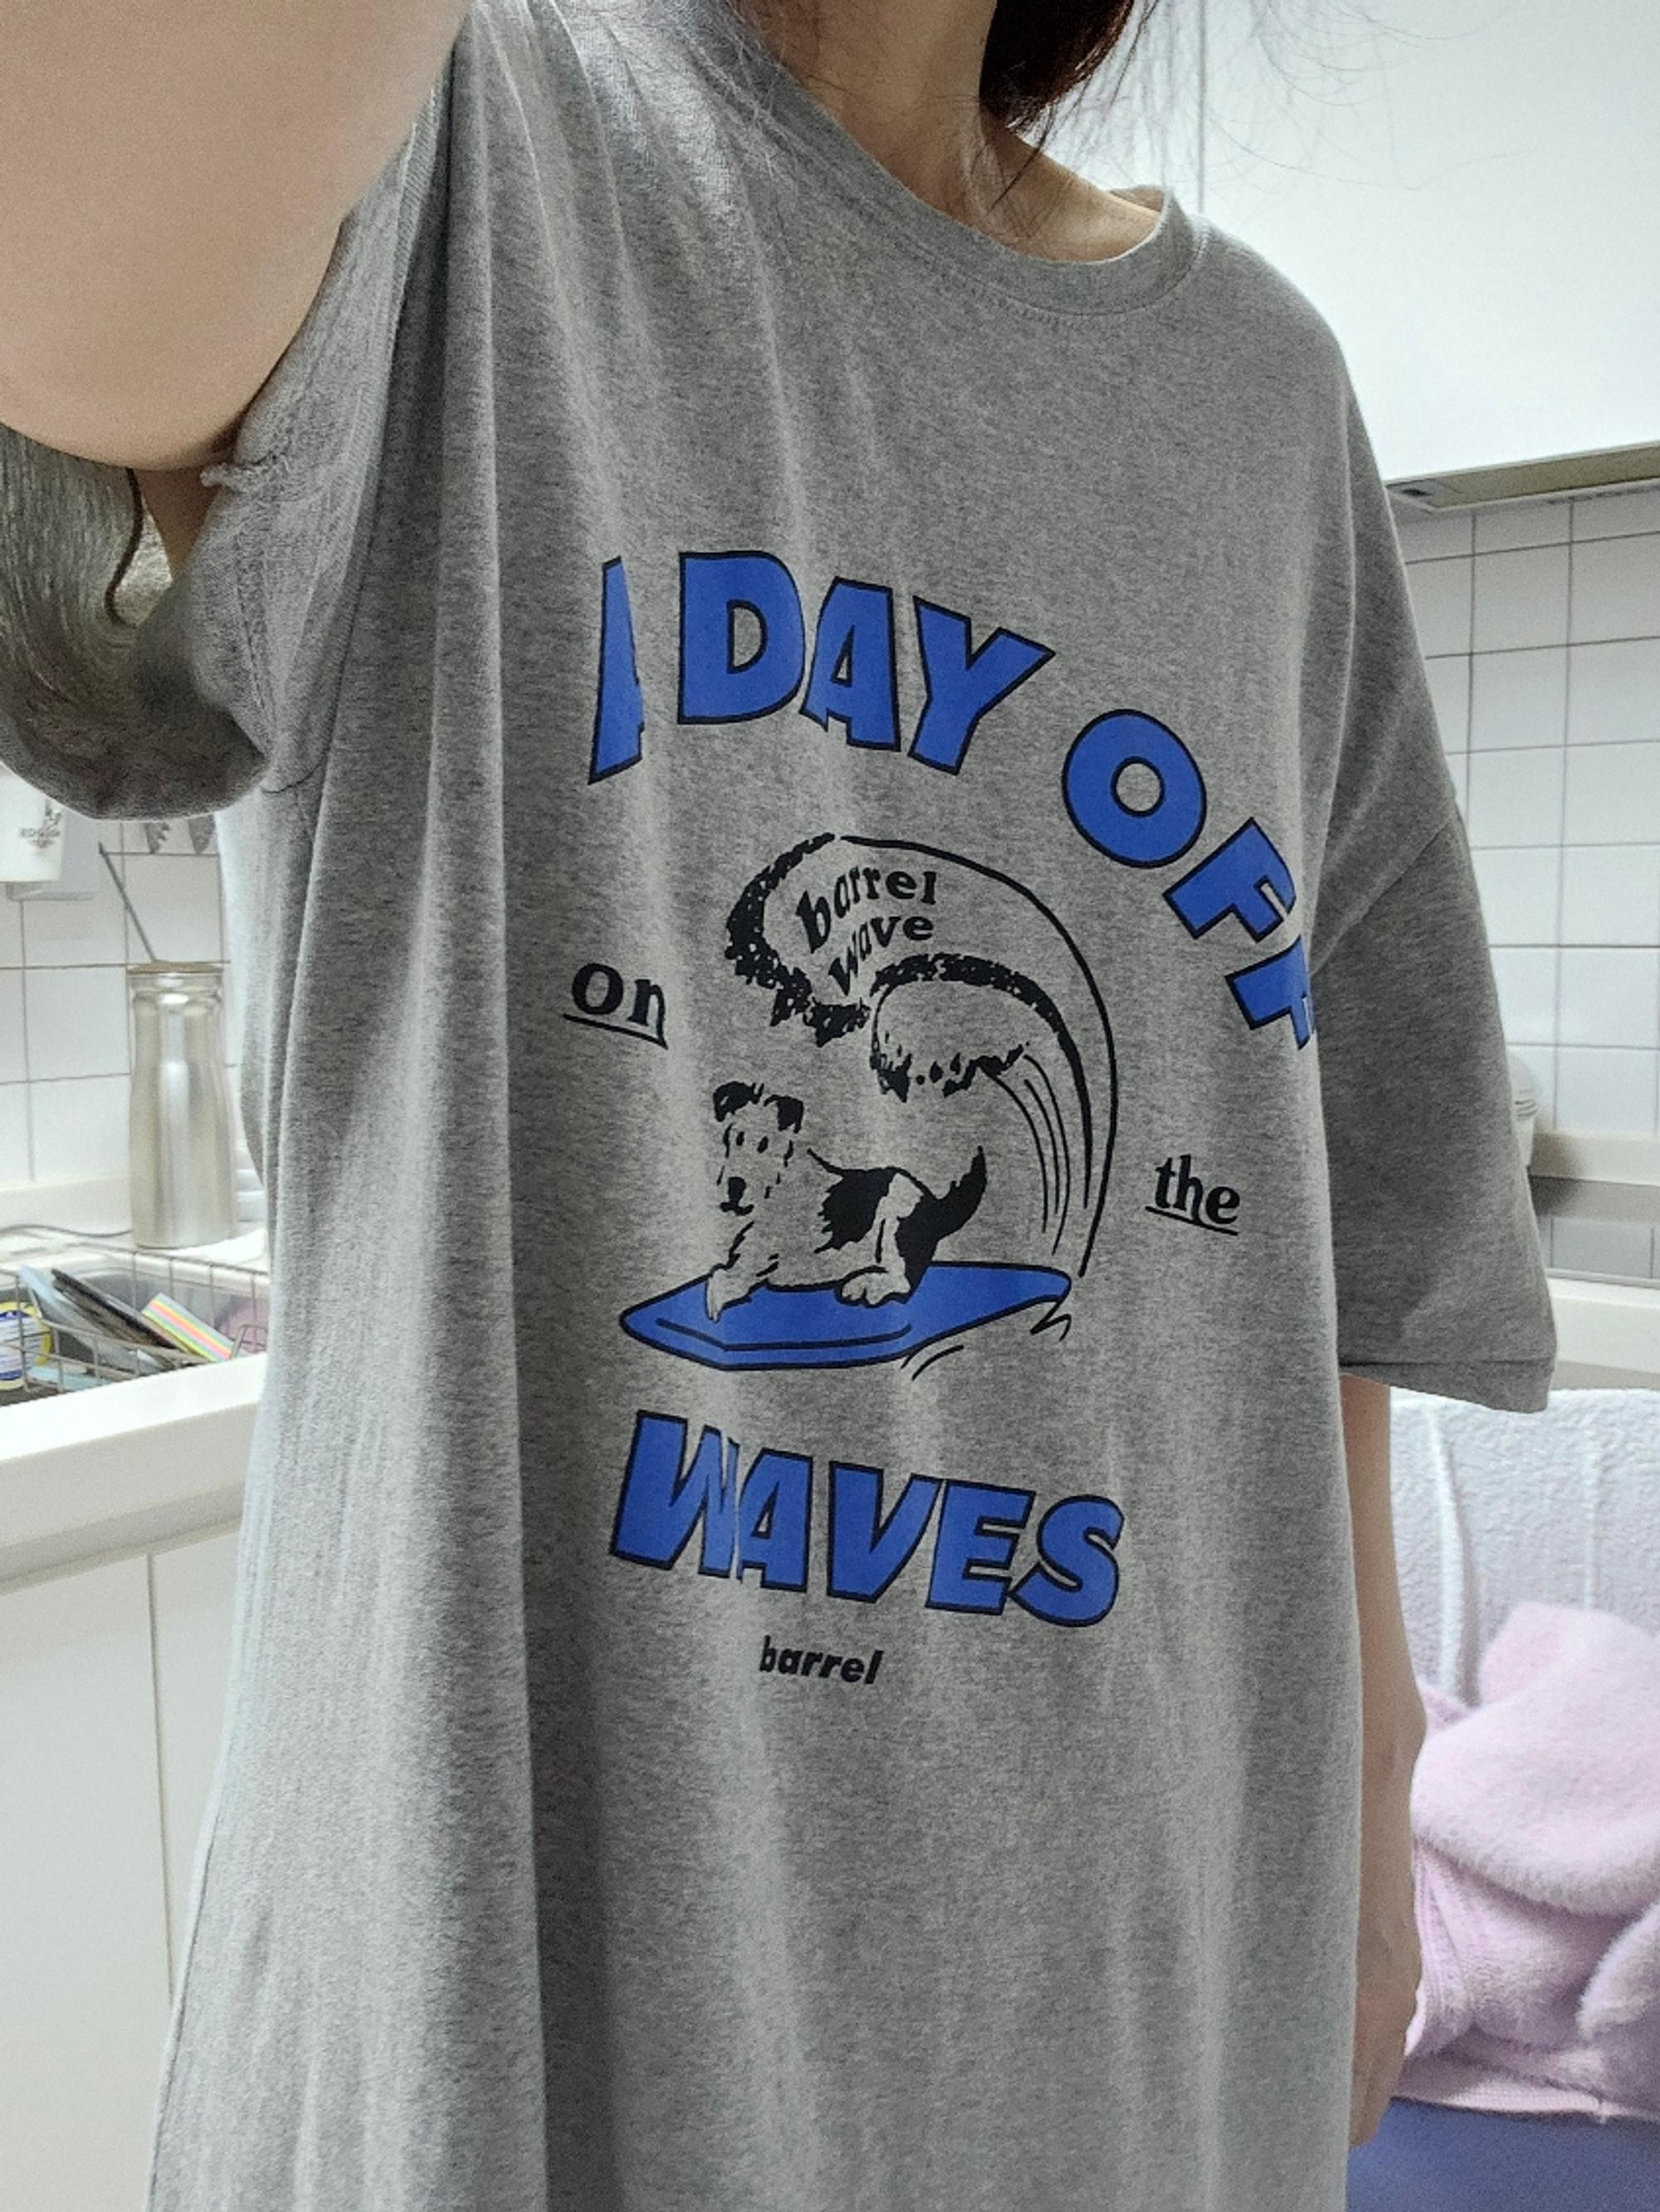 A DAY OFF
barrel
wave
on
the
WAVES
barrel